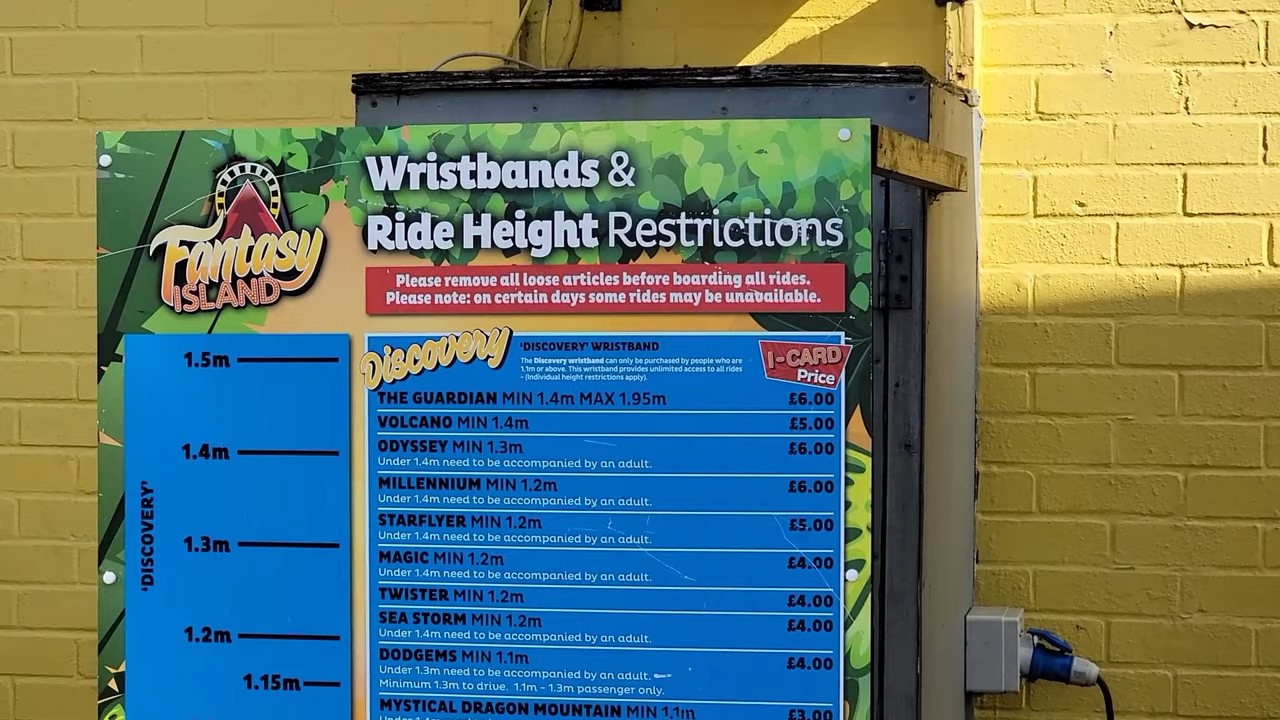 Fantasy
ISLAND
Wristbands &
Ride Height Restrictions
Please remove all loose articles before boarding all rides.
Please note: on certain days some rides may be unavailable.
1.5m
1.4m
1.3m
1.2m
1.15m
'DISCOVERY'
Discovery
'DISCOVERY' WRISTBAND
The Discovery wristband can only be purchased by people who are
1.1m or above. This wristband provides unlimited access to all rides
- (Individual height restrictions apply).
I-CARD
Price
THE GUARDIAN MIN 1.4m MAX 1.95m £6.00
VOLCANO MIN 1.4m £5.00
ODYSSEY MIN 1.3m £6.00
Under 1.4m need to be accompanied by an adult.
MILLENNIUM MIN 1.2m £6.00
Under 1.4m need to be accompanied by an adult.
STARFLYER MIN 1.2m £5.00
Under 1.4m need to be accompanied by an adult.
MAGIC MIN 1.2m £4.00
Under 1.4m need to be accompanied by an adult.
TWISTER MIN 1.2m £4.00
SEA STORM MIN 1.2m £4.00
Under 1.4m need to be accompanied by an adult.
DODGEMS MIN 1.1m £4.00
Under 1.3m need to be accompanied by an adult.
Minimum 1.3m to drive. 1.1m - 1.3m passenger only.
MYSTICAL DRAGON MOUNTAIN MIN 1.1m £3.00